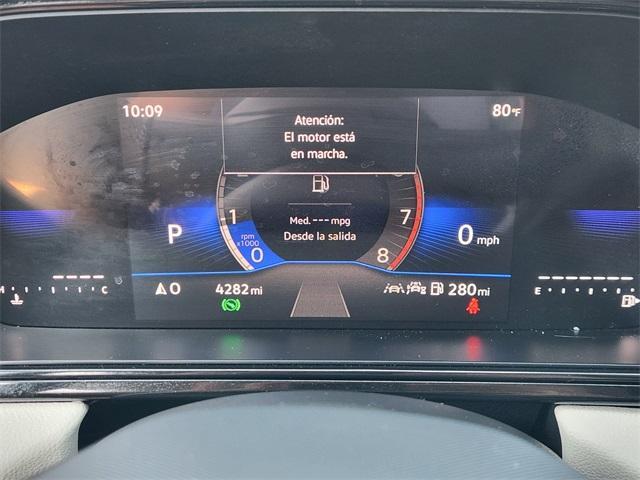 10:09
80°F
Atención:
El motor está
en marcha.
1
7
Med. --- mpg
Desde la salida
P
rpm
x1000
0
8
0 mph
C
0
4282 mi
280 mi
E